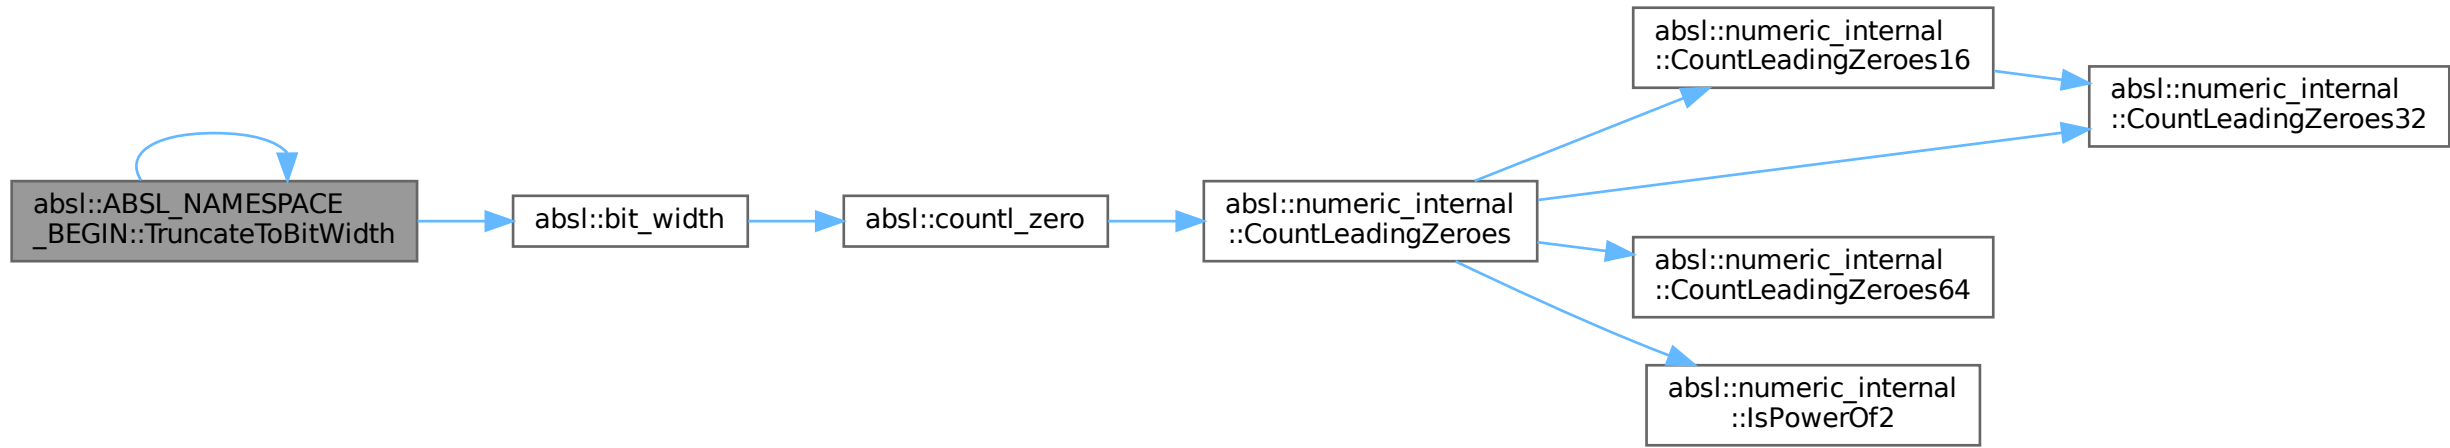 absl::ABSL_NAMESPACE
_BEGIN::TruncateToBitWidth
absl::bit_width
absl::countl_zero
absl::numeric_internal
::CountLeadingZeroes
absl::numeric_internal
::CountLeadingZeroes16
absl::numeric_internal
::CountLeadingZeroes32
absl::numeric_internal
::CountLeadingZeroes64
absl::numeric_internal
::IsPowerOf2